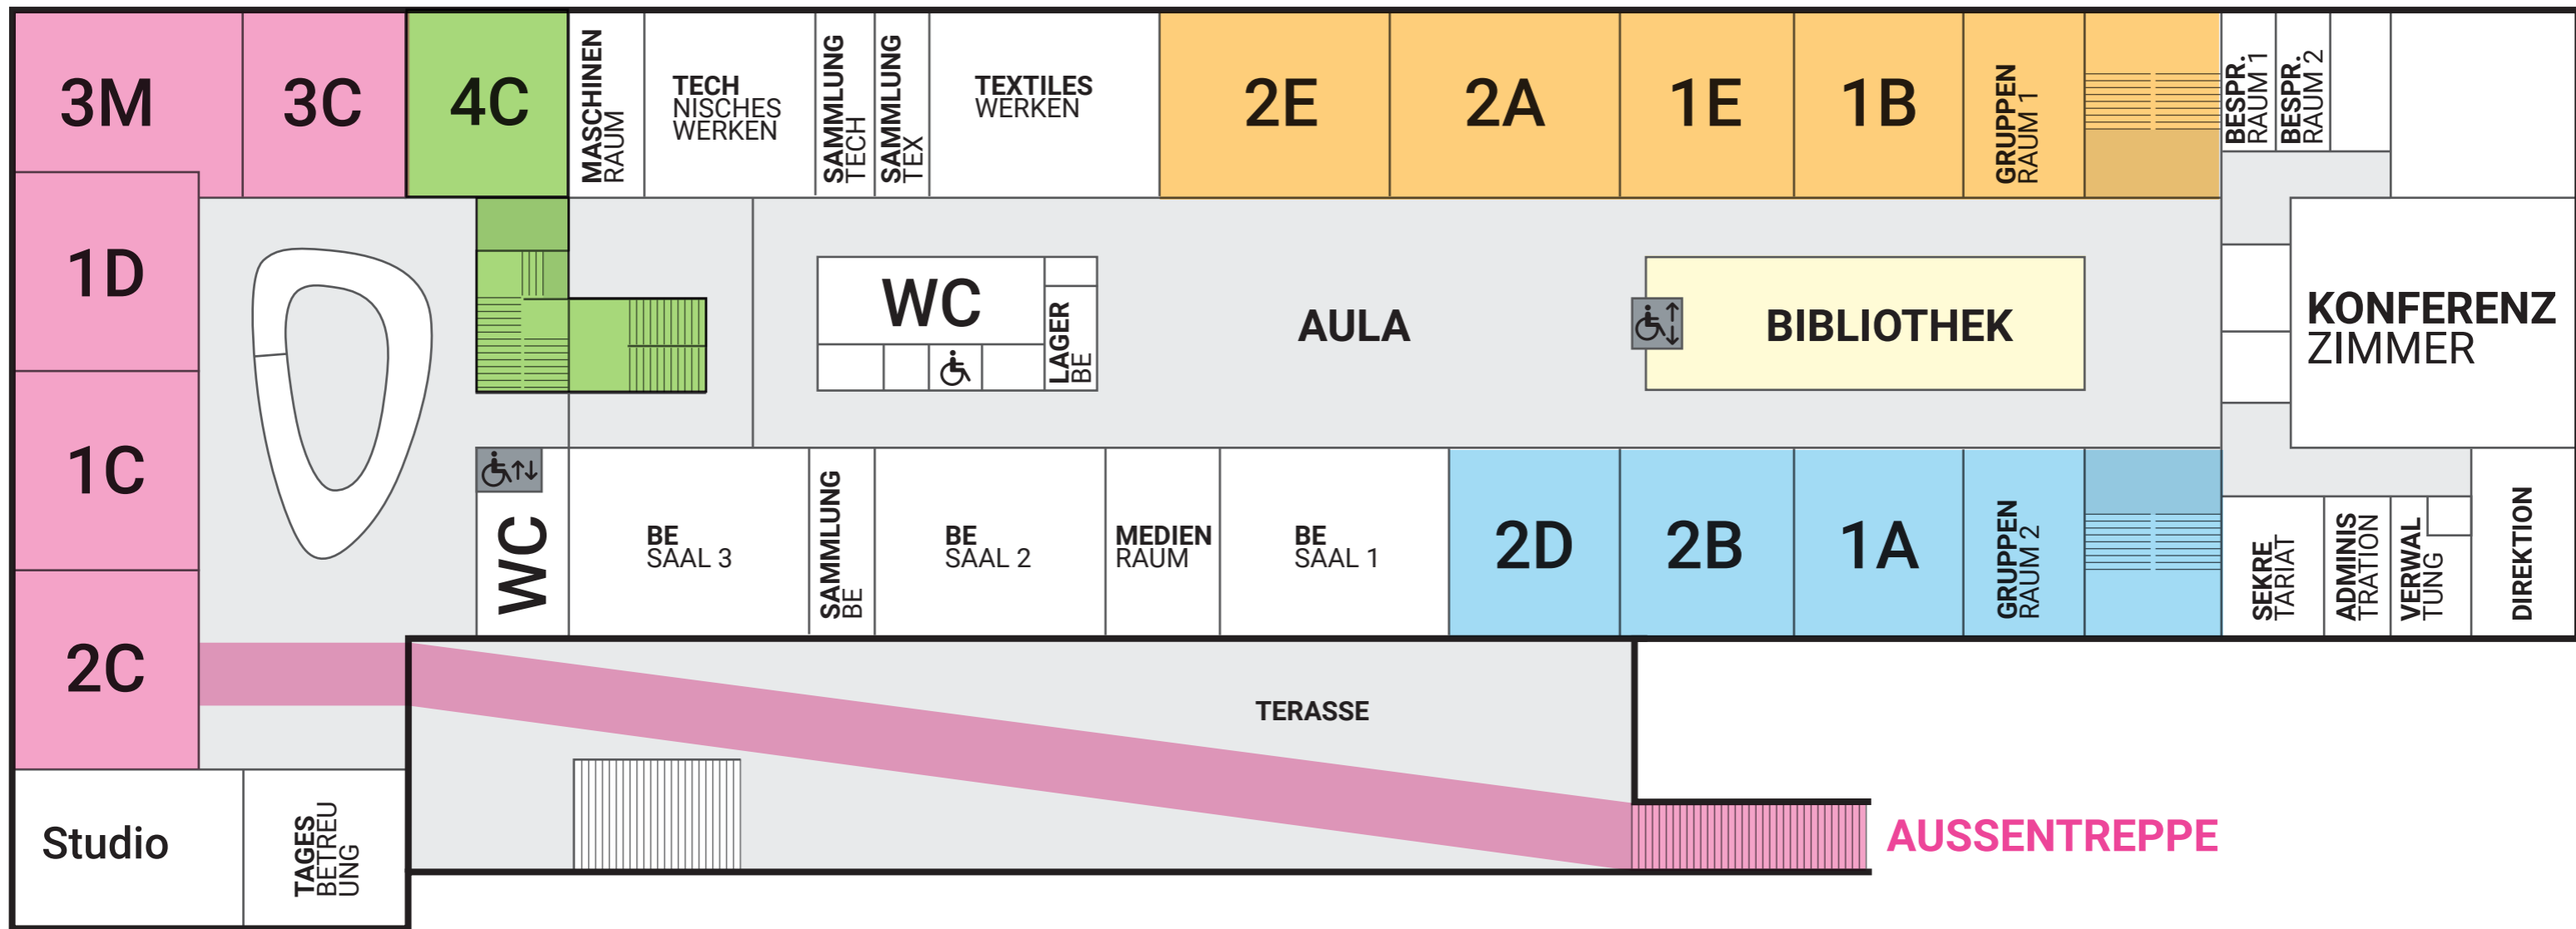 3M
3C
4C
MASCHINEN
RAUM
TECH
NISCHES
WERKEN
SAMMLUNG
TECH
SAMMLUNG
TEX
TEXTILES
WERKEN
2E
2A
1E
1B
GRUPPEN
RAUM 1
BESPR.
RAUM 1
BESPR.
RAUM 2
1D
WC
LAGER
BE
AULA
BIBLIOTHEK
KONFERENZ
ZIMMER
1C
WC
BE
SAAL 3
SAMMLUNG
BE
BE
SAAL 2
MEDIEN
RAUM
BE
SAAL 1
2D
2B
1A
GRUPPEN
RAUM 2
SEKRE
TARIAT
ADMINIS
TRATION
VERWAL
TUNG
DIREKTION
2C
TERASSE
Studio
TAGES
BETREU
UNG
AUSSENTREPPE